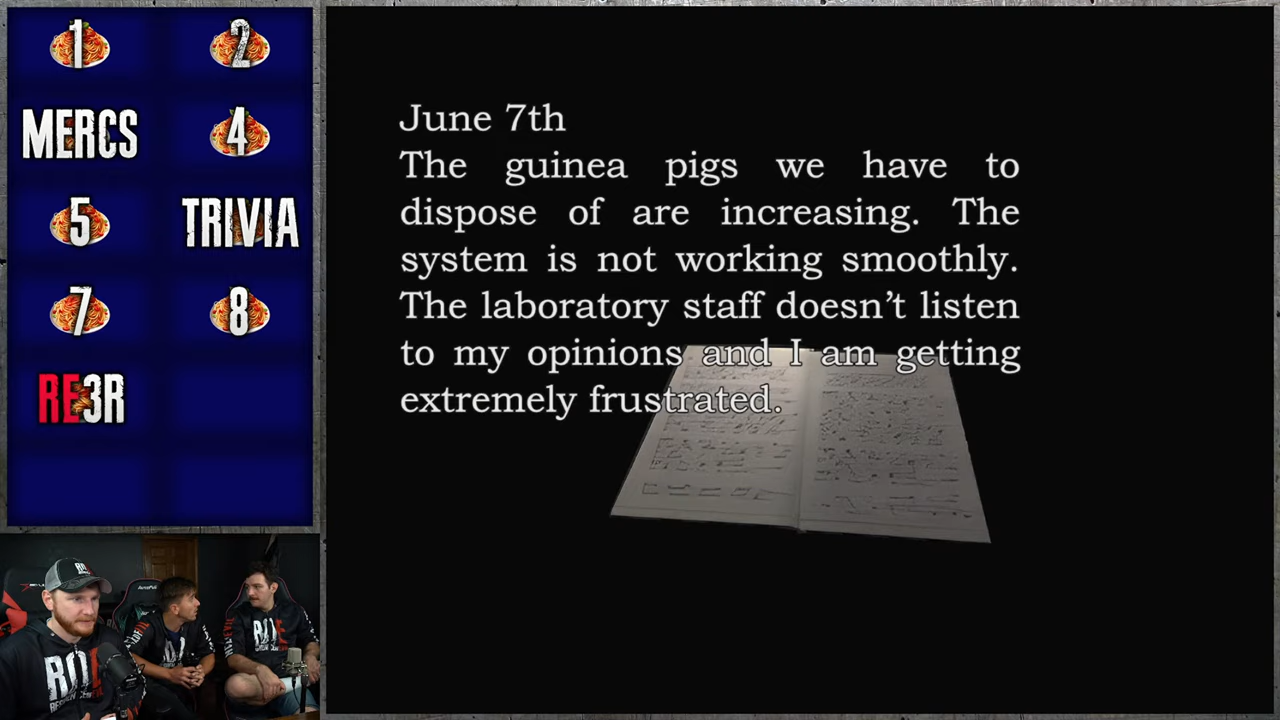 1
2
MERCS
4
5
TRIVIA
7
8
RE3R
June 7th
The guinea pigs we have to
dispose of are increasing. The
system is not working smoothly.
The laboratory staff doesn’t listen
to my opinions and I am getting
extremely frustrated.